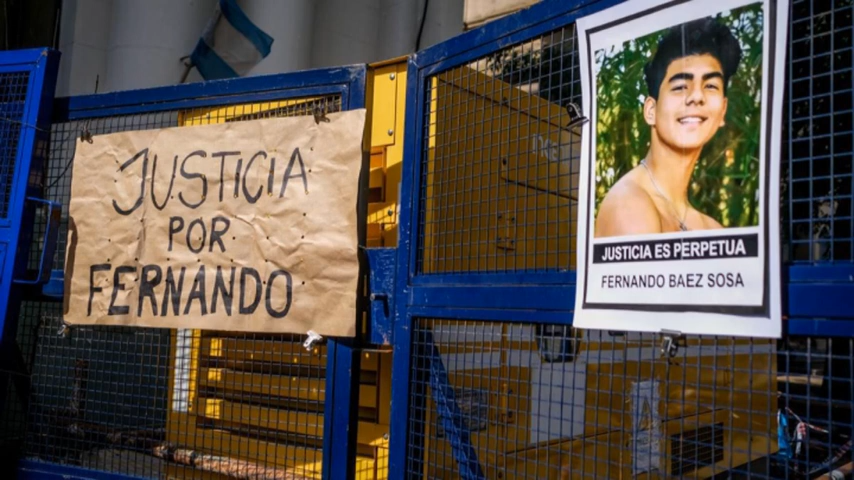 JUSTICIA
POR
FERNANDO
JUSTICIA ES PERPETUA
FERNANDO BAEZ SOSA